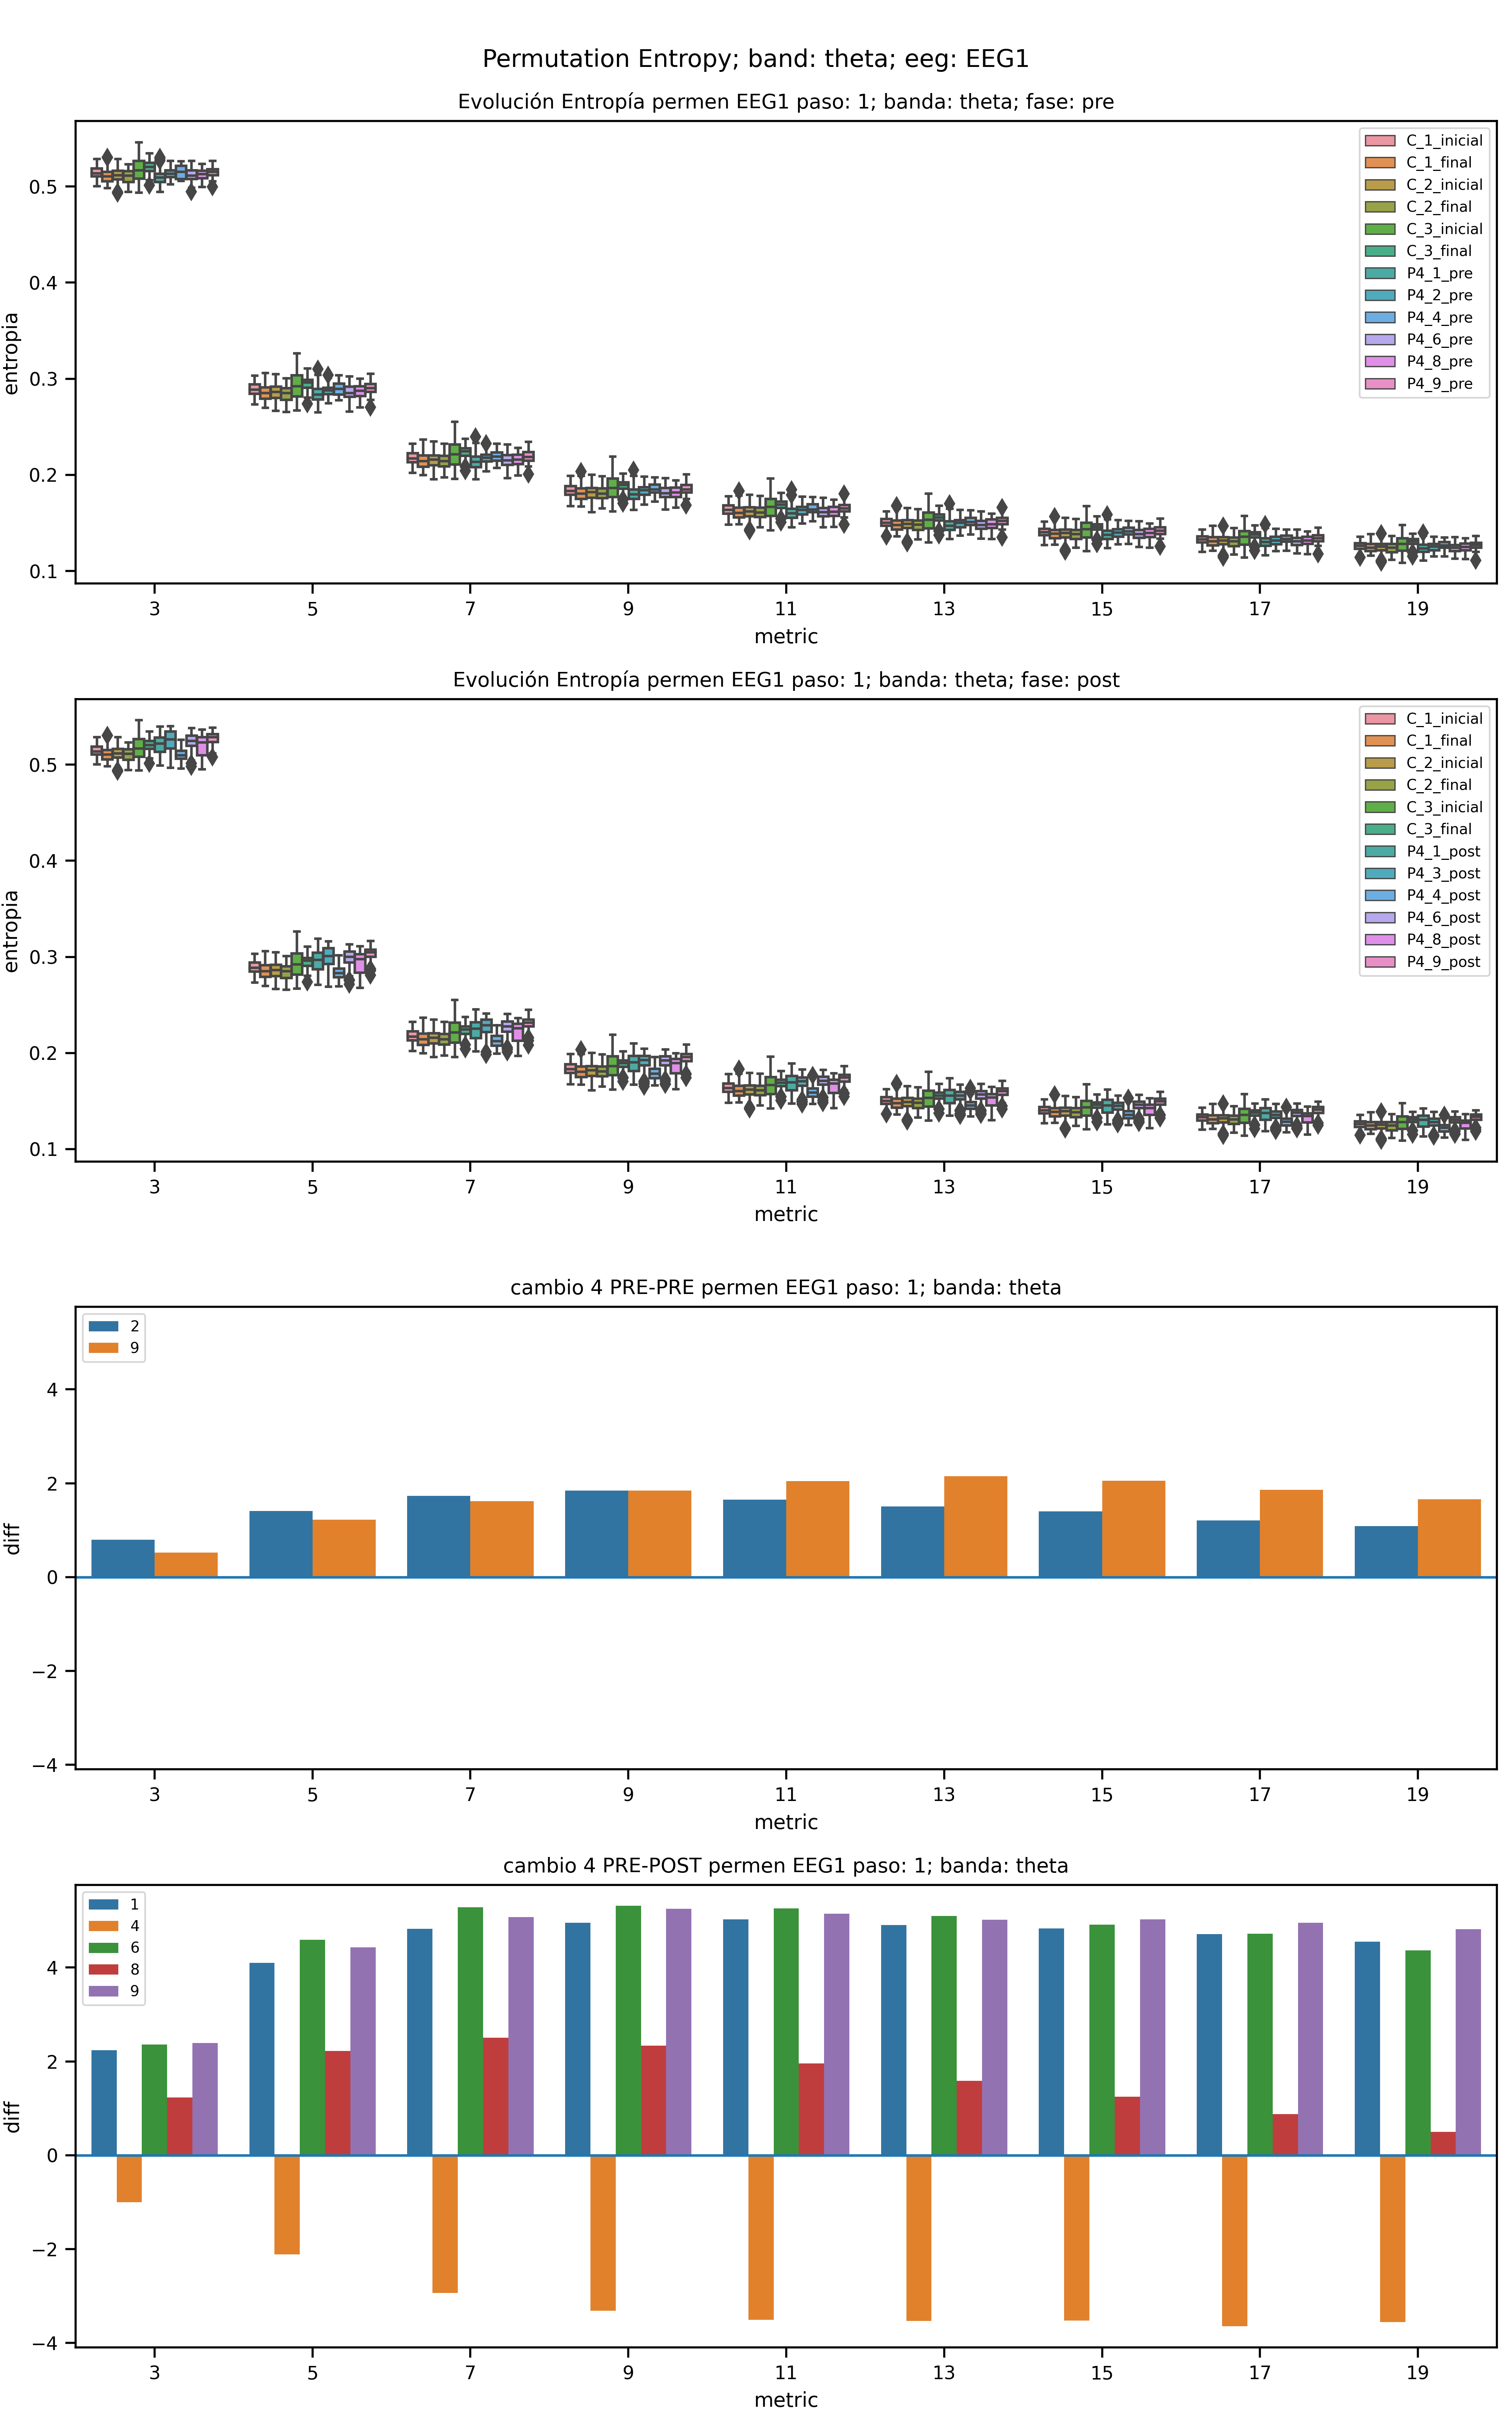 Permutation Entropy; band: theta; eeg: EEG1
Evolución Entropía permen EEG1 paso: 1; banda: theta; fase: pre
entropia
0.5
0.4
0.3
0.2
0.1
C_1_inicial
C_1_final
C_2_inicial
C_2_final
C_3_inicial
C_3_final
P4_1_pre
P4_2_pre
P4_4_pre
P4_6_pre
P4_8_pre
P4_9_pre
3 5 7 9 11 13 15 17 19
metric
Evolución Entropía permen EEG1 paso: 1; banda: theta; fase: post
entropia
0.5
0.4
0.3
0.2
0.1
C_1_inicial
C_1_final
C_2_inicial
C_2_final
C_3_inicial
C_3_final
P4_1_post
P4_3_post
P4_4_post
P4_6_post
P4_8_post
P4_9_post
3 5 7 9 11 13 15 17 19
metric
cambio 4 PRE-PRE permen EEG1 paso: 1; banda: theta
2
9
diff
4
2
0
−2
−4
3 5 7 9 11 13 15 17 19
metric
cambio 4 PRE-POST permen EEG1 paso: 1; banda: theta
1
4
6
8
9
diff
4
2
0
−2
−4
3 5 7 9 11 13 15 17 19
metric